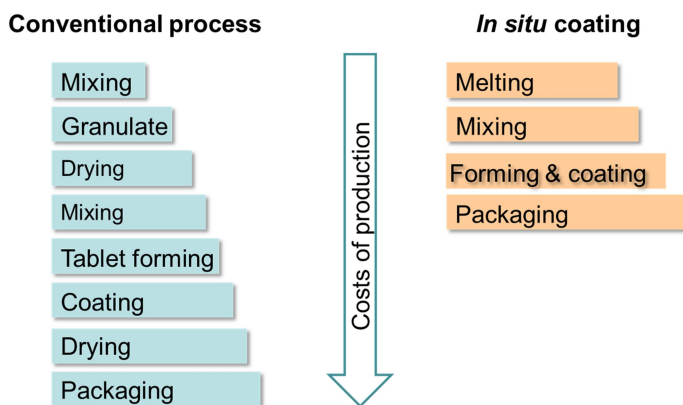 Conventional process
Mixing
Granulate
Drying
Mixing
Tablet forming
Coating
Drying
Packaging
Costs of production
In situ coating
Melting
Mixing
Forming & coating
Packaging